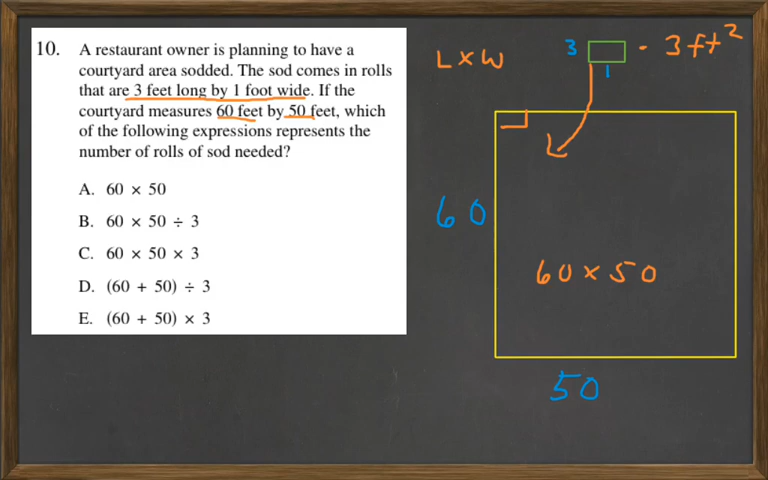 10. A restaurant owner is planning to have a
courtyard area sodded. The sod comes in rolls
that are 3 feet long by 1 foot wide. If the
courtyard measures 60 feet by 50 feet, which
of the following expressions represents the
number of rolls of sod needed?
A. 60 × 50
B. 60 × 50 ÷ 3
C. 60 × 50 × 3
D. (60 + 50) ÷ 3
E. (60 + 50) × 3
L x W
3
1
- 3 ft²
60
60 x 50
50